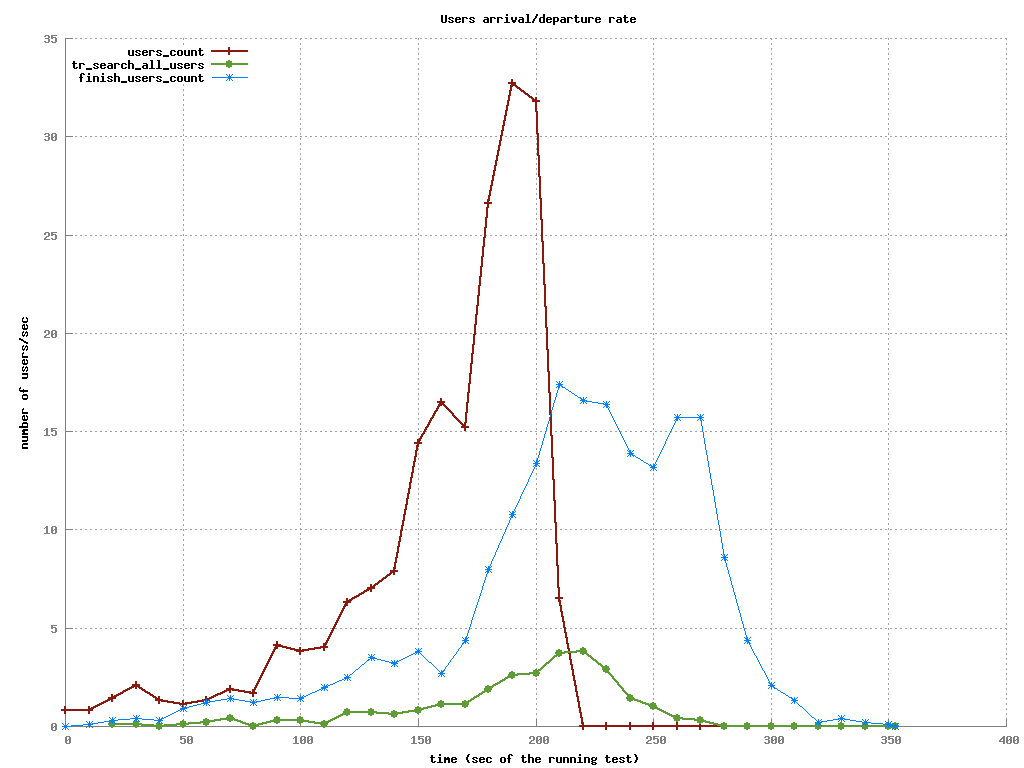 Users arrival/departure rate
users_count
tr_search_all_users
finish_users_count
35
30
25
20
15
10
5
0
number of users/sec
0 50 100 150 200 250 300 350 400
time (sec of the running test)